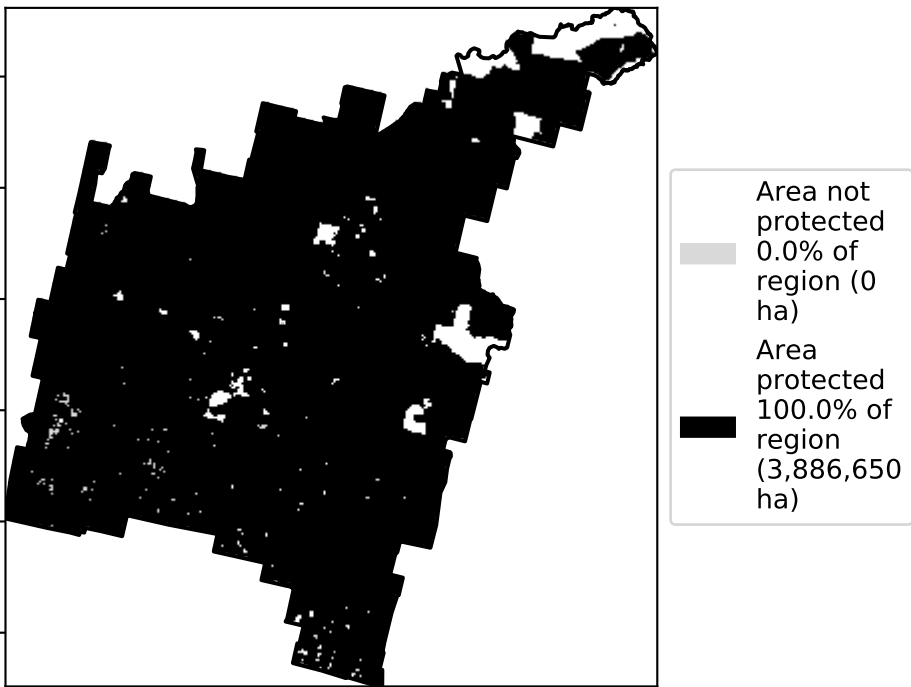 Area not
protected
0.0% of
region (0
ha)
Area
protected
100.0% of
region
(3,886,650
ha)